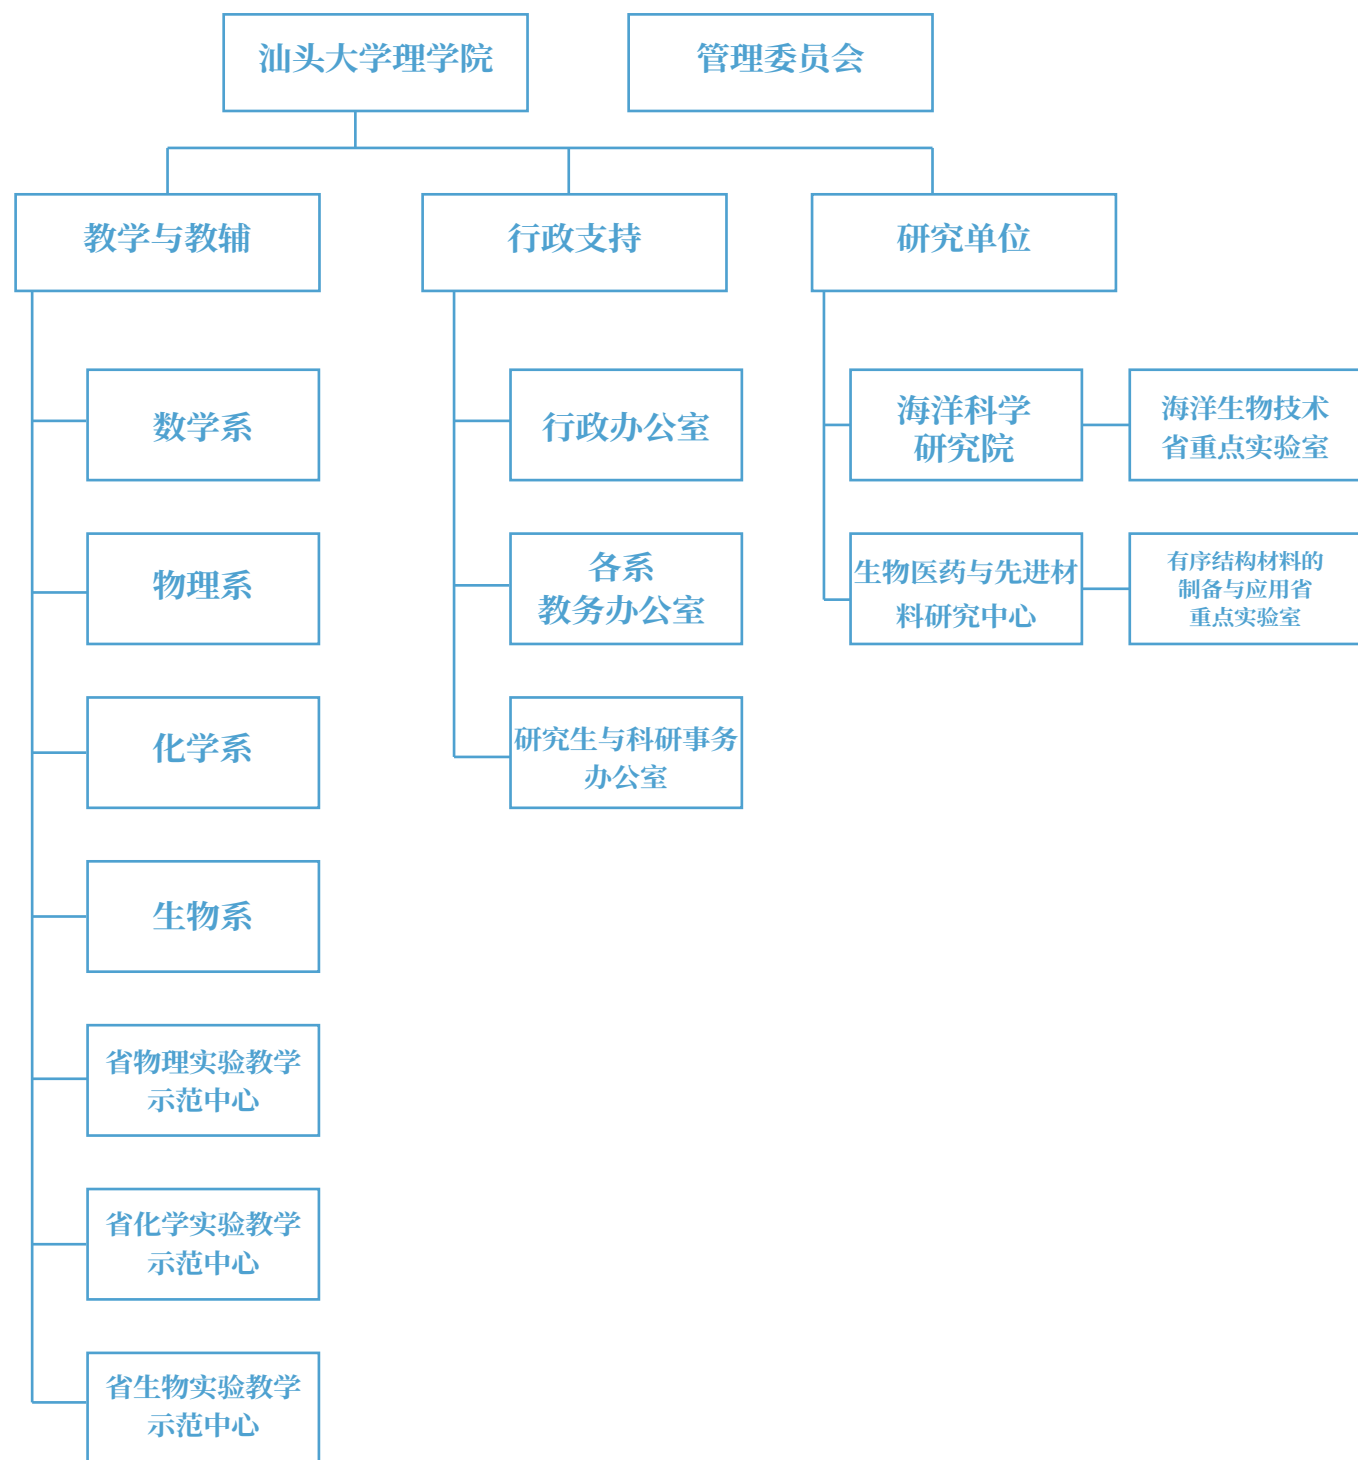 汕头大学理学院
管理委员会
教学与教辅
行政支持
研究单位
数学系
物理系
化学系
生物系
省物理实验教学
示范中心
省化学实验教学
示范中心
省生物实验教学
示范中心
行政办公室
各系
教务办公室
研究生与科研事务
办公室
海洋科学
研究院
海洋生物技术
省重点实验室
生物医药与先进材
料研究中心
有序结构材料的
制备与应用省
重点实验室